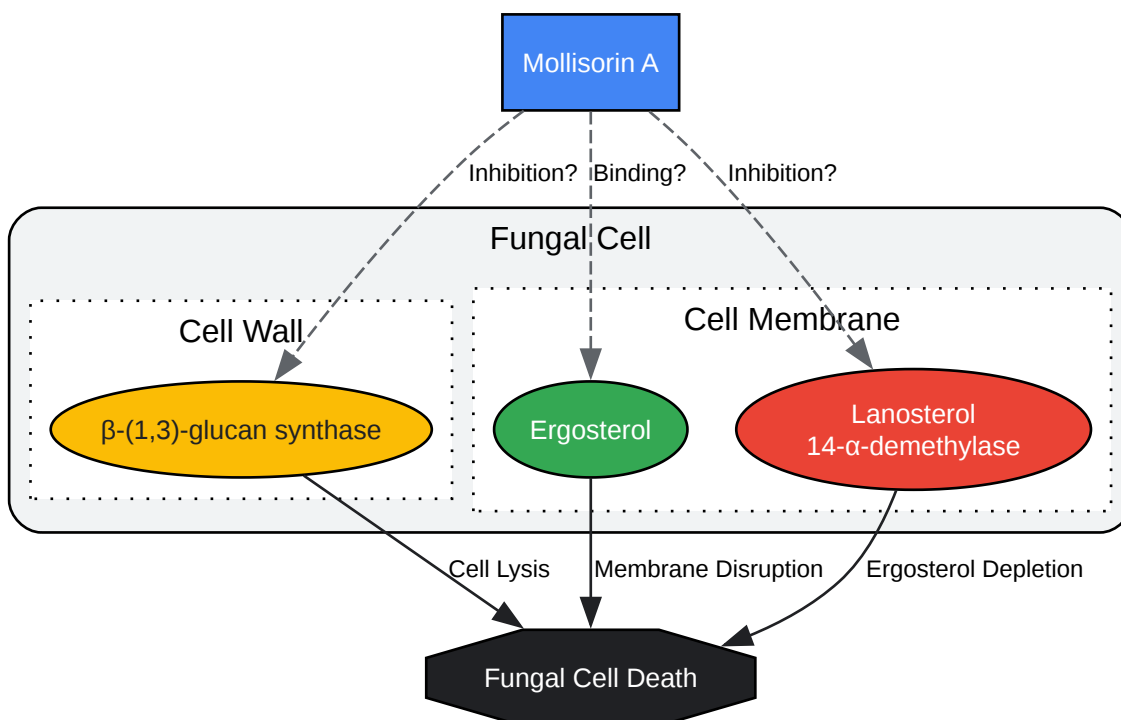 Mollisorin A
Inhibition?
Binding?
Inhibition?
Fungal Cell
Cell Wall
Cell Membrane
β-(1,3)-glucan synthase
Ergosterol
Lanosterol
14-α-demethylase
Cell Lysis
Membrane Disruption
Ergosterol Depletion
Fungal Cell Death